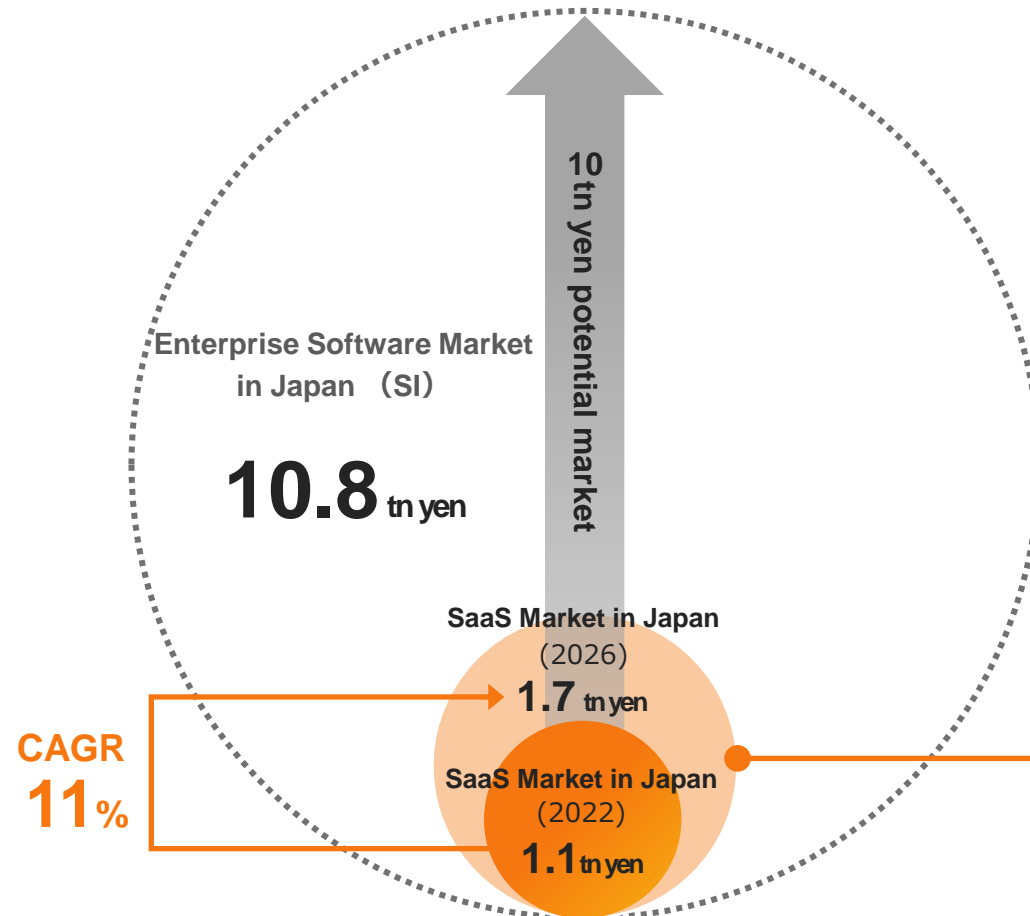 10 tn yen potential market
Enterprise Software Market
in Japan （SI）
10.8 tn yen
SaaS Market in Japan
(2026)
1.7 tn yen
CAGR
11%
SaaS Market in Japan
(2022)
1.1 tn yen